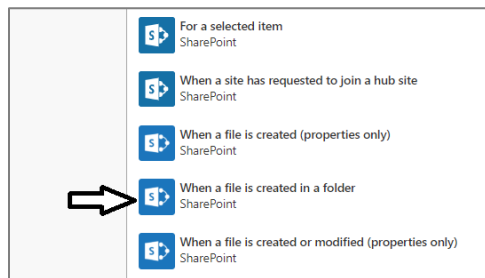 For a selected item
SharePoint
When a site has requested to join a hub site
SharePoint
When a file is created (properties only)
SharePoint
When a file is created in a folder
SharePoint
When a file is created or modified (properties only)
SharePoint